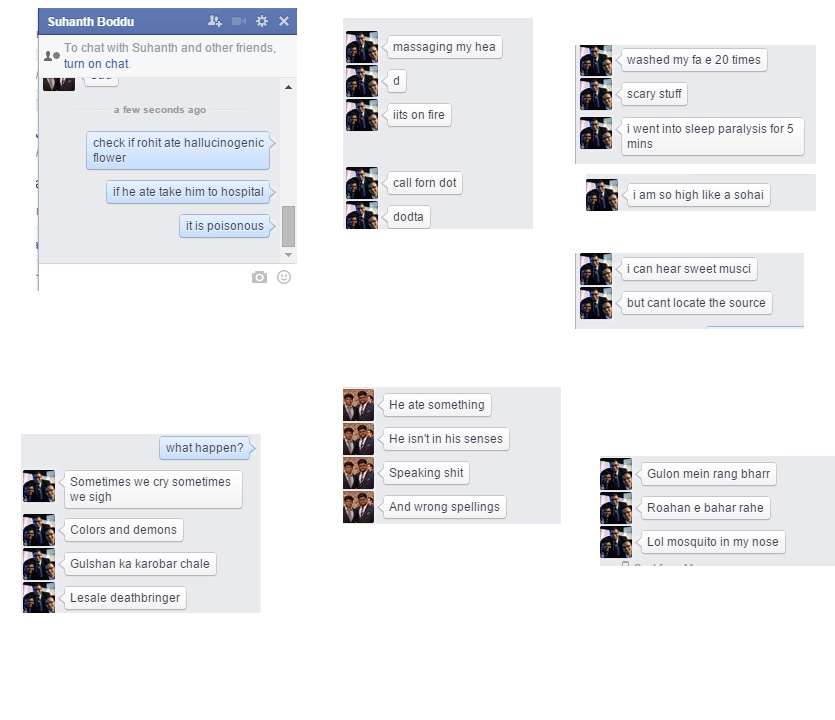 Suhanth Boddu
To chat with Suhanth and other friends,
turn on chat.
a few seconds ago
check if rohit ate hallucinogenic
flower
if he ate take him to hospital
it is poisonous
massaging my hea
d
iits on fire
call forn dot
dodta
washed my fa e 20 times
scary stuff
i went into sleep paralysis for 5
mins
i am so high like a sohai
i can hear sweet musci
but cant locate the source
what happen?
Sometimes we cry sometimes
we sigh
Colors and demons
Gulshan ka karobar chale
Lesale deathbringer
He ate something
He isn't in his senses
Speaking shit
And wrong spellings
Gulon mein rang bharr
Roahan e bahar rahe
Lol mosquito in my nose